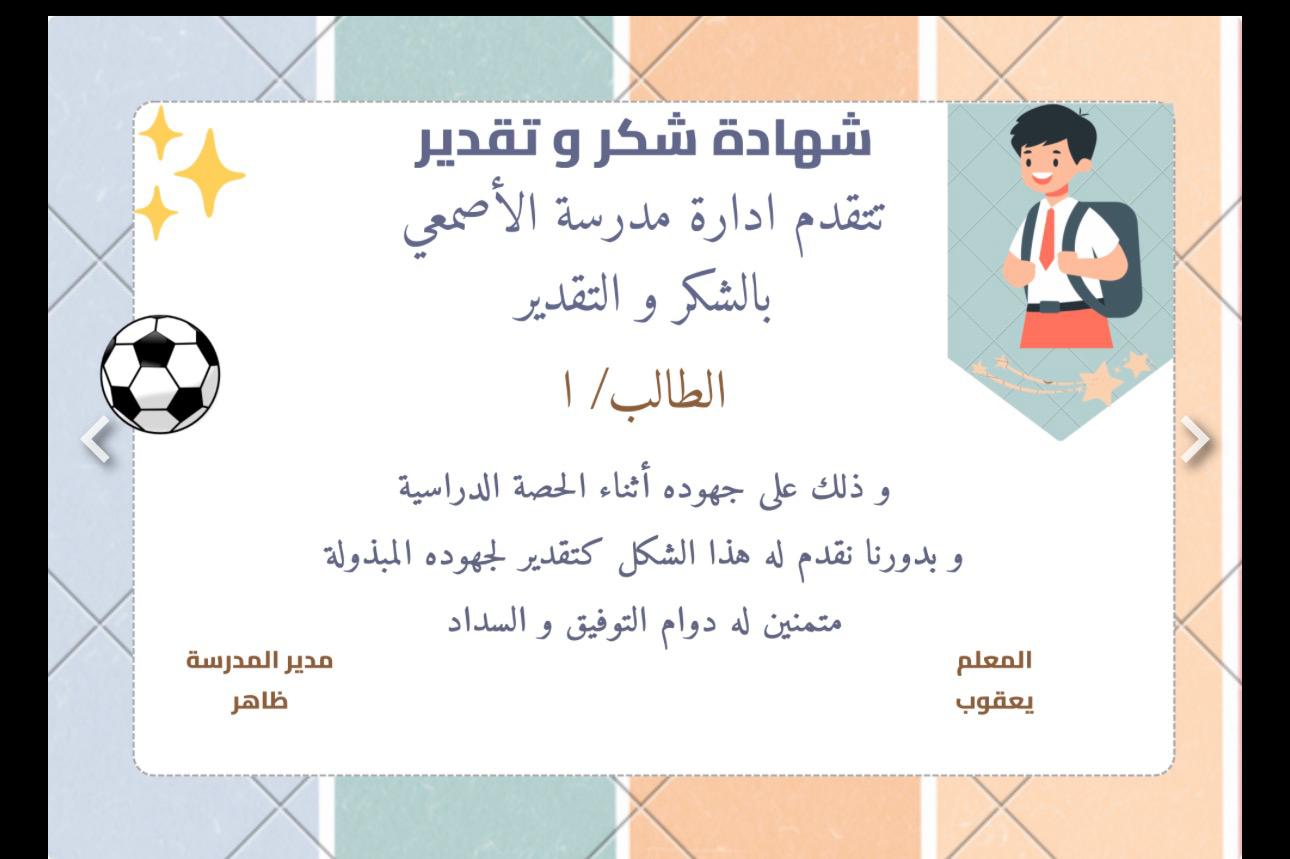 شهادة شكر و تقدير
تتقدم ادارة مدرسة الأصمعي
بالشكر و التقدير
الطالب/ ا
و ذلك على جهوده أثناء الحصة الدراسية
و بدورنا نقدم له هذا الشكل كتقدير لجهوده المبذولة
متمنين له دوام التوفيق و السداد
المعلم
يعقوب
مدير المدرسة
ظاهر